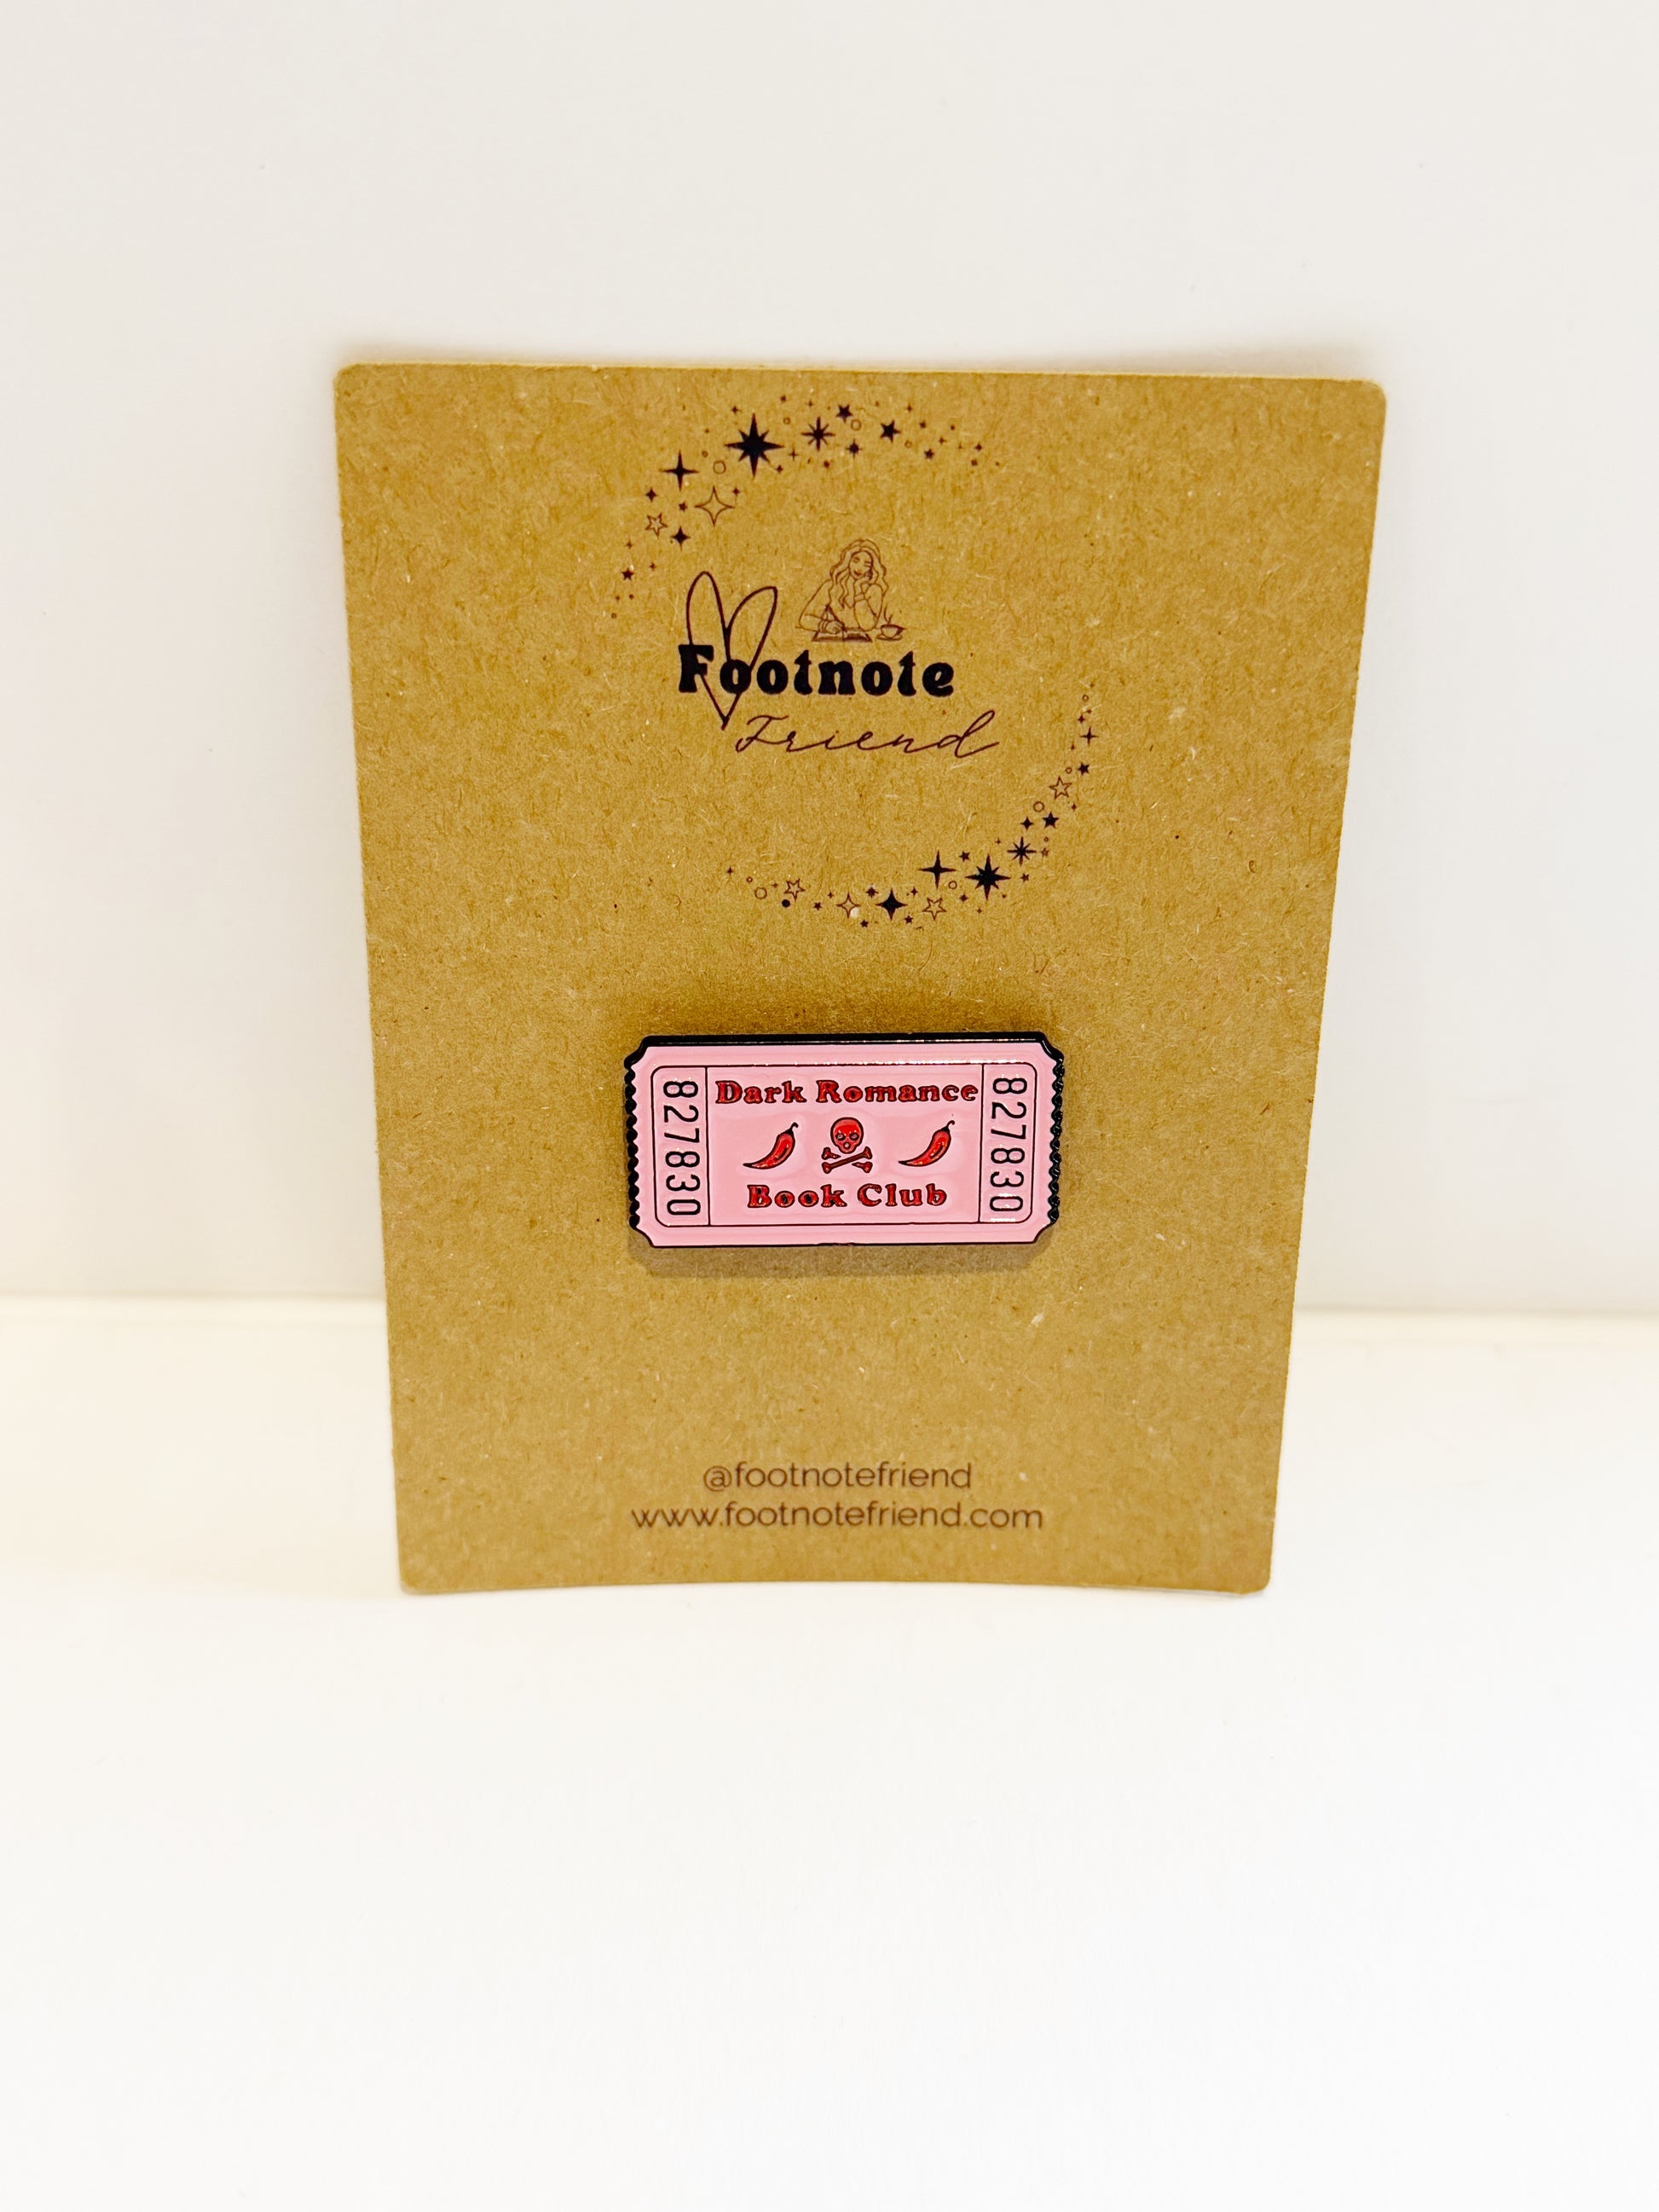 Footnote
Friend
827830
Dark Romance
Book Club
827830
@footnotefriend
www.footnotefriend.com